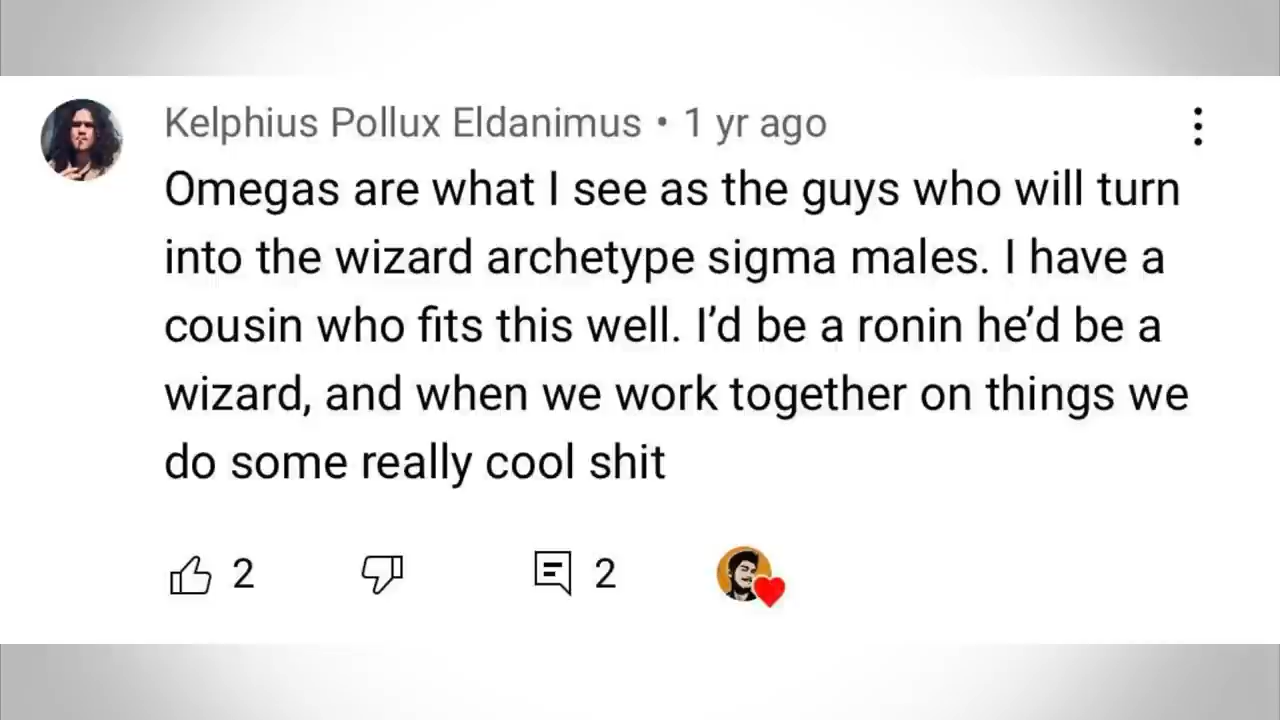 Kelphius Pollux Eldanimus • 1 yr ago
Omegas are what I see as the guys who will turn
into the wizard archetype sigma males. I have a
cousin who fits this well. I’d be a ronin he’d be a
wizard, and when we work together on things we
do some really cool shit
2 2